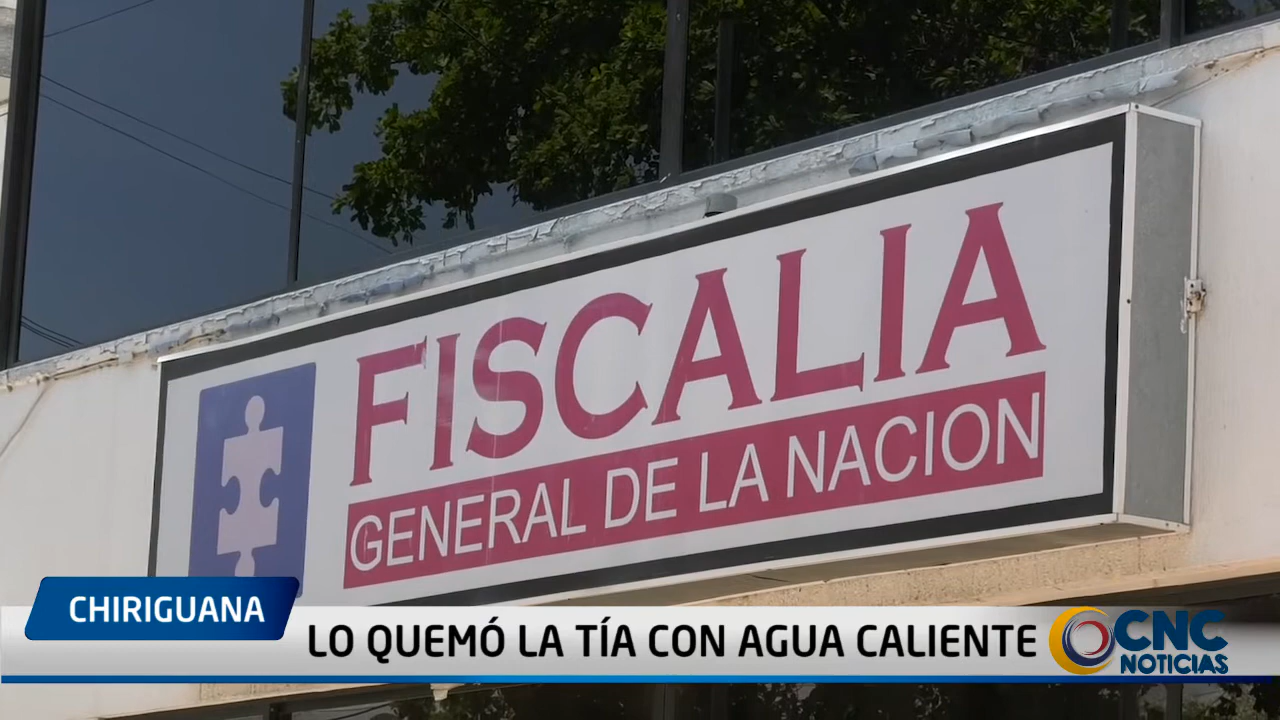 FISCALIA
GENERAL DE LA NACION
CHIRIGUANA
LO QUEMÓ LA TÍA CON AGUA CALIENTE
CNC
NOTICIAS